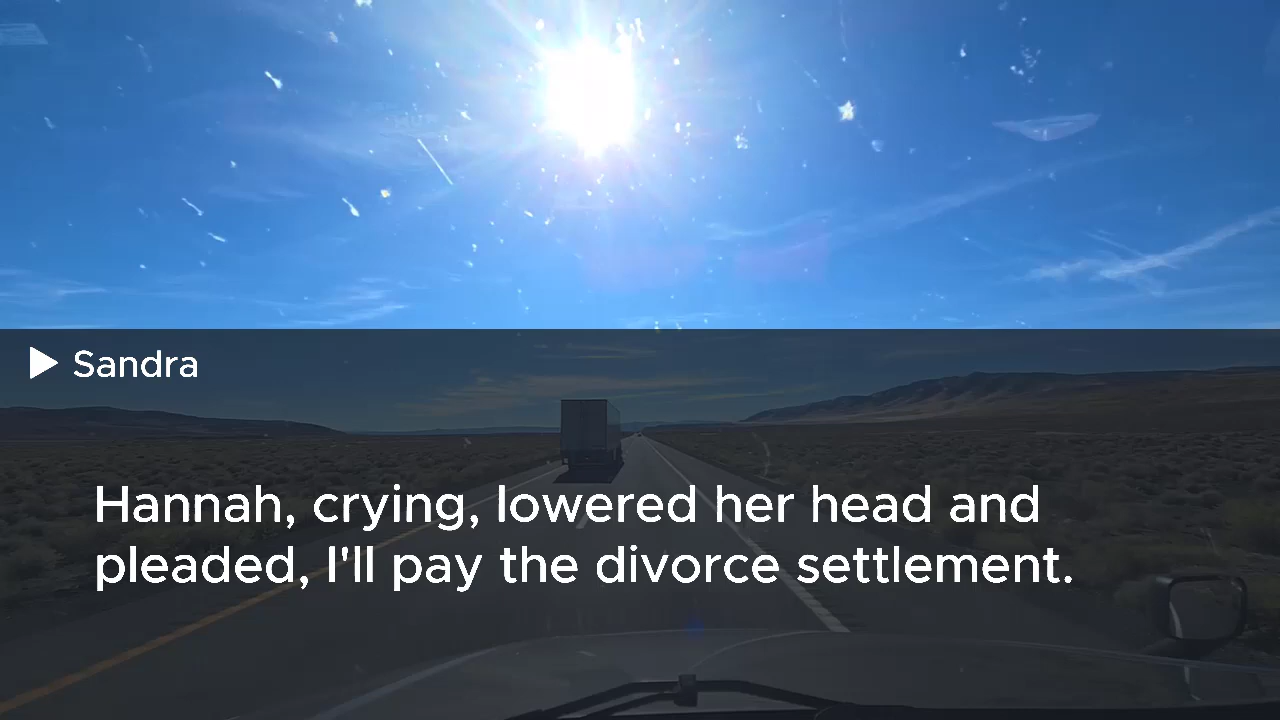 Sandra
Hannah, crying, lowered her head and
pleaded, I'll pay the divorce settlement.